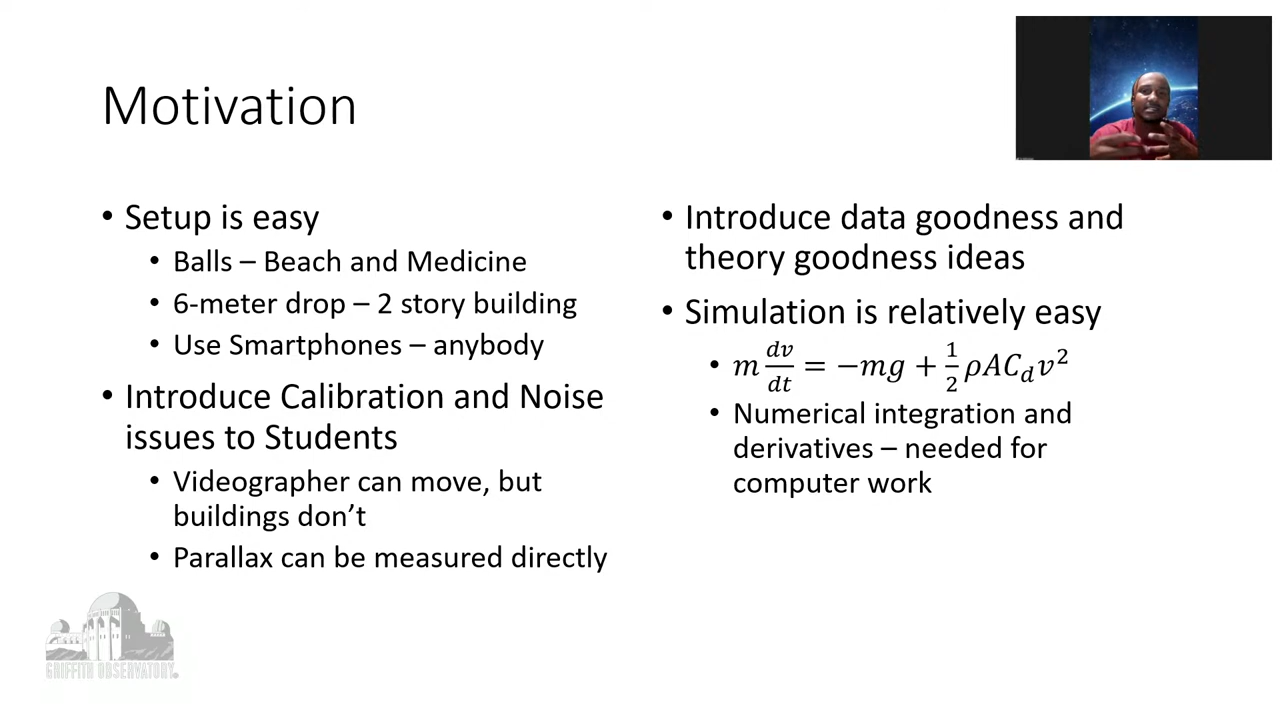 Motivation
• Setup is easy
• Balls – Beach and Medicine
• 6-meter drop – 2 story building
• Use Smartphones – anybody
• Introduce Calibration and Noise
issues to Students
• Videographer can move, but
buildings don’t
• Parallax can be measured directly
• Introduce data goodness and
theory goodness ideas
• Simulation is relatively easy
• m dv/dt = −mg + 1/2 ρAC_d v²
• Numerical integration and
derivatives – needed for
computer work
GRIFFITH OBSERVATORY